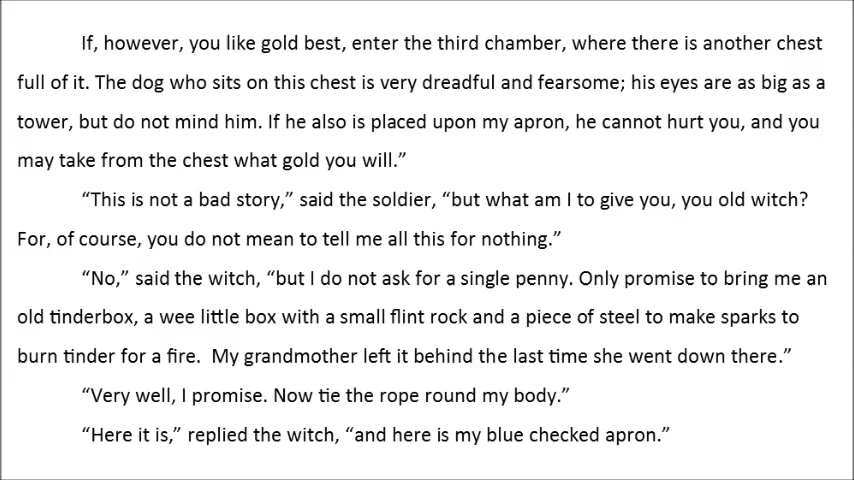 If, however, you like gold best, enter the third chamber, where there is another chest
full of it. The dog who sits on this chest is very dreadful and fearsome; his eyes are as big as a
tower, but do not mind him. If he also is placed upon my apron, he cannot hurt you, and you
may take from the chest what gold you will.”
“This is not a bad story,” said the soldier, “but what am I to give you, you old witch?
For, of course, you do not mean to tell me all this for nothing.”
“No,” said the witch, “but I do not ask for a single penny. Only promise to bring me an
old tinderbox, a wee little box with a small flint rock and a piece of steel to make sparks to
burn tinder for a fire.  My grandmother left it behind the last time she went down there.”
“Very well, I promise. Now tie the rope round my body.”
“Here it is,” replied the witch, “and here is my blue checked apron.”